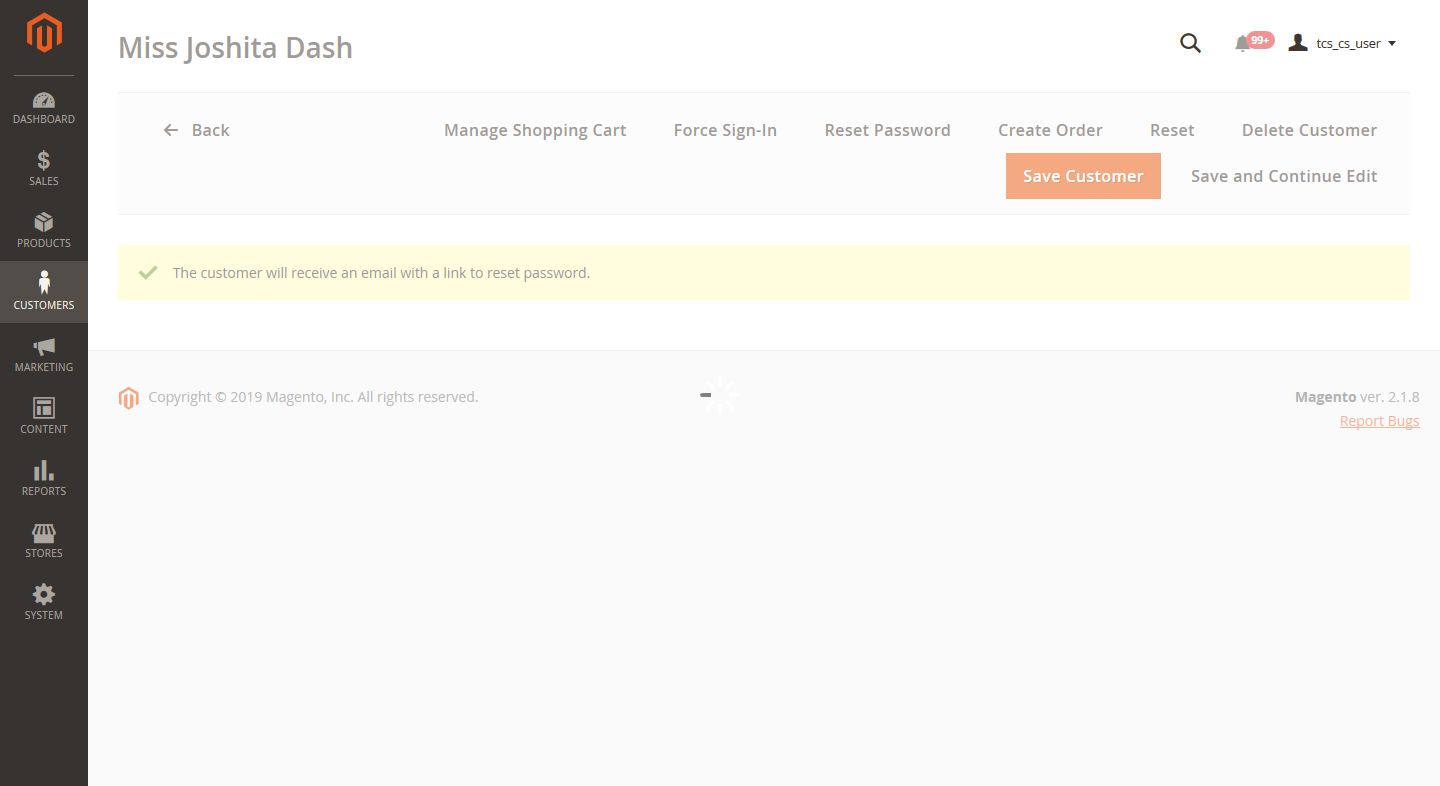 Miss Joshita Dash
99+
tcs_cs_user
Back
Manage Shopping Cart
Force Sign-In
Reset Password
Create Order
Reset
Delete Customer
Save Customer
Save and Continue Edit
The customer will receive an email with a link to reset password.
DASHBOARD
SALES
PRODUCTS
CUSTOMERS
MARKETING
CONTENT
REPORTS
STORES
SYSTEM
Copyright © 2019 Magento, Inc. All rights reserved.
Magento ver. 2.1.8
Report Bugs